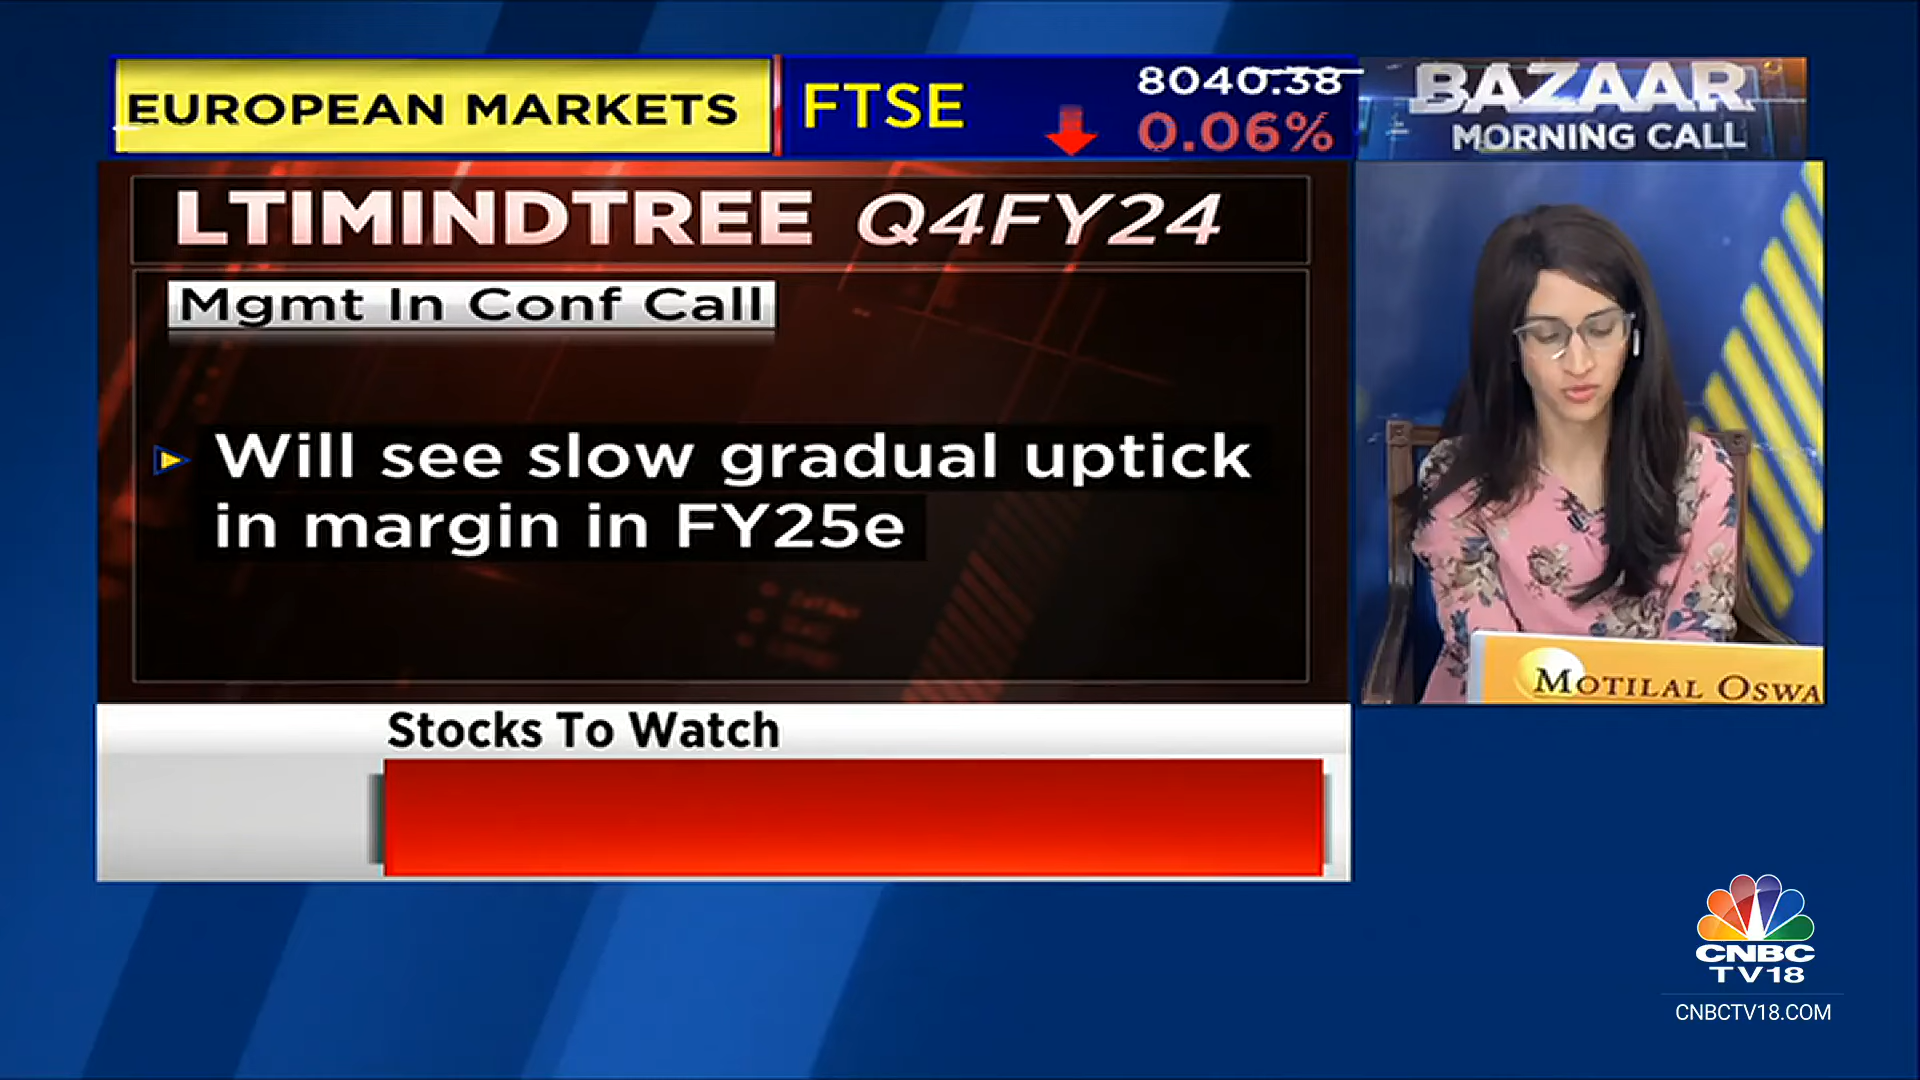 EUROPEAN MARKETS
FTSE
8040.38
0.06%
BAZAAR
MORNING CALL
LTIMINDTREE Q4FY24
Mgmt In Conf Call
Will see slow gradual uptick
in margin in FY25e
MOTILAL OSWA
Stocks To Watch
CNBC
TV18
CNBCTV18.COM